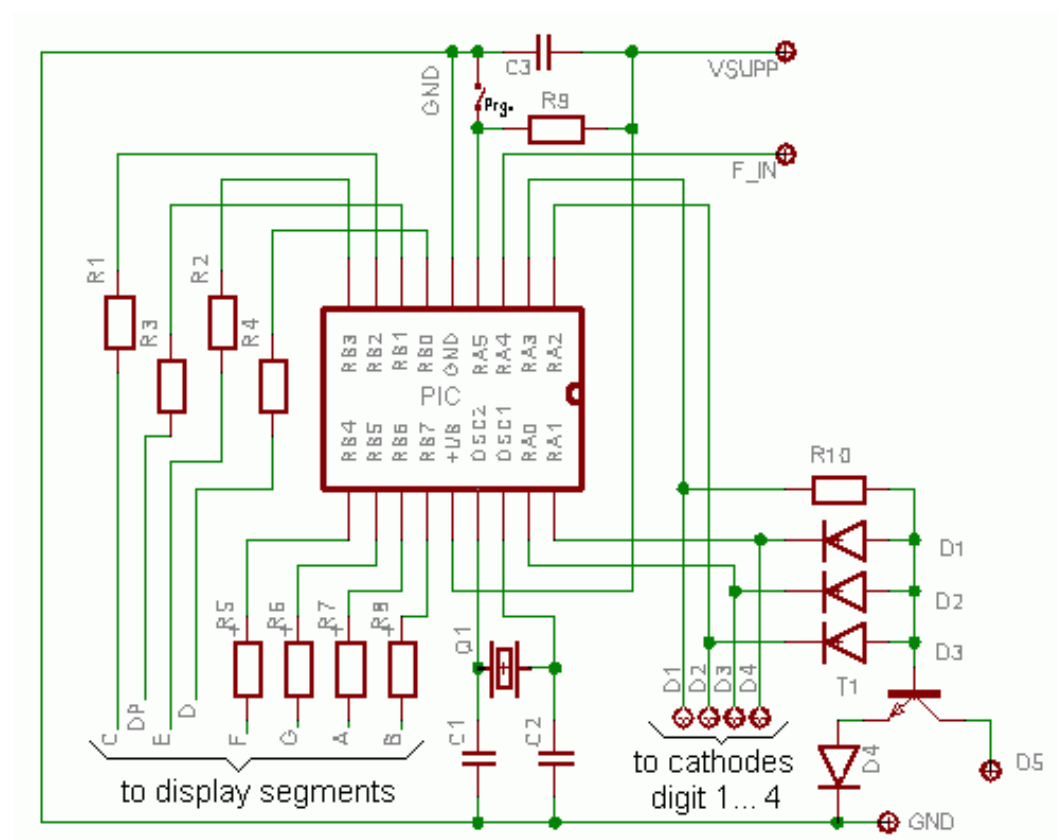 C3
VSUPP
GND
Prg.
R9
F_IN
R1
R2
R3
R4
RB3
RB2
RB1
RB0
GND
RA5
RA4
RA3
RA2
PIC
RB4
RB5
RB6
RB7
+UB
OSC2
OSC1
RA0
RA1
R10
D1
D2
D3
R5
+
R6
+
R7
+
R8
+
Q1
D1
D2
D3
D4
T1
C
DP
E
D
F
G
A
B
C1
C2
D4
D5
to display segments
to cathodes
digit 1... 4
GND